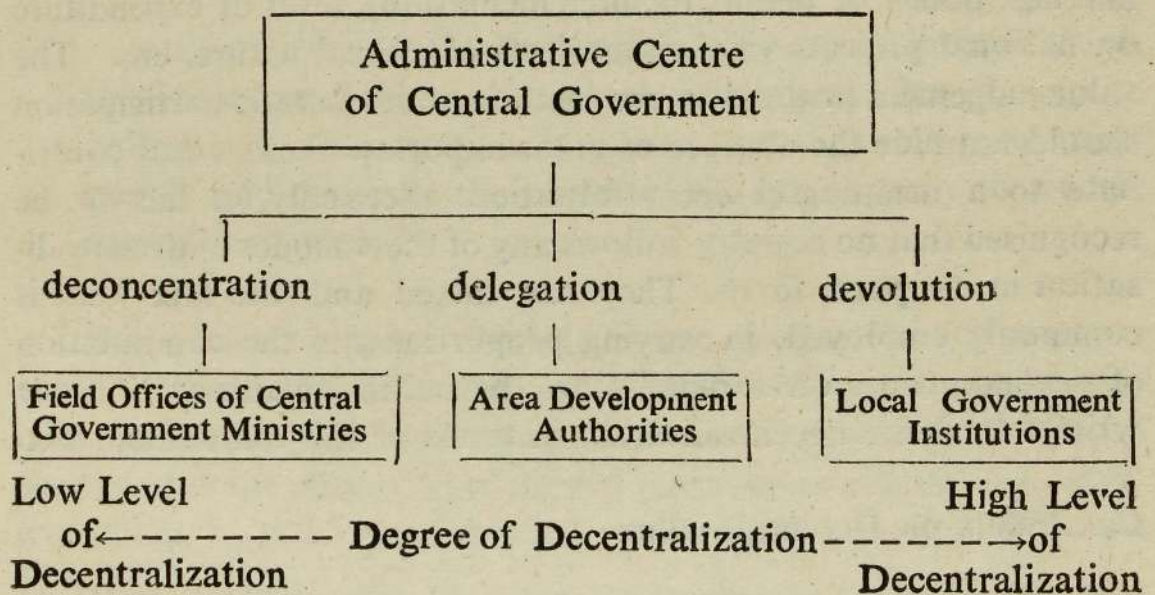 Administrative Centre
of Central Government
deconcentration delegation devolution
Field Offices of Central
Government Ministries
Area Development
Authorities
Local Government
Institutions
Low Level
of
Decentralization
Degree of Decentralization
High Level
of
Decentralization